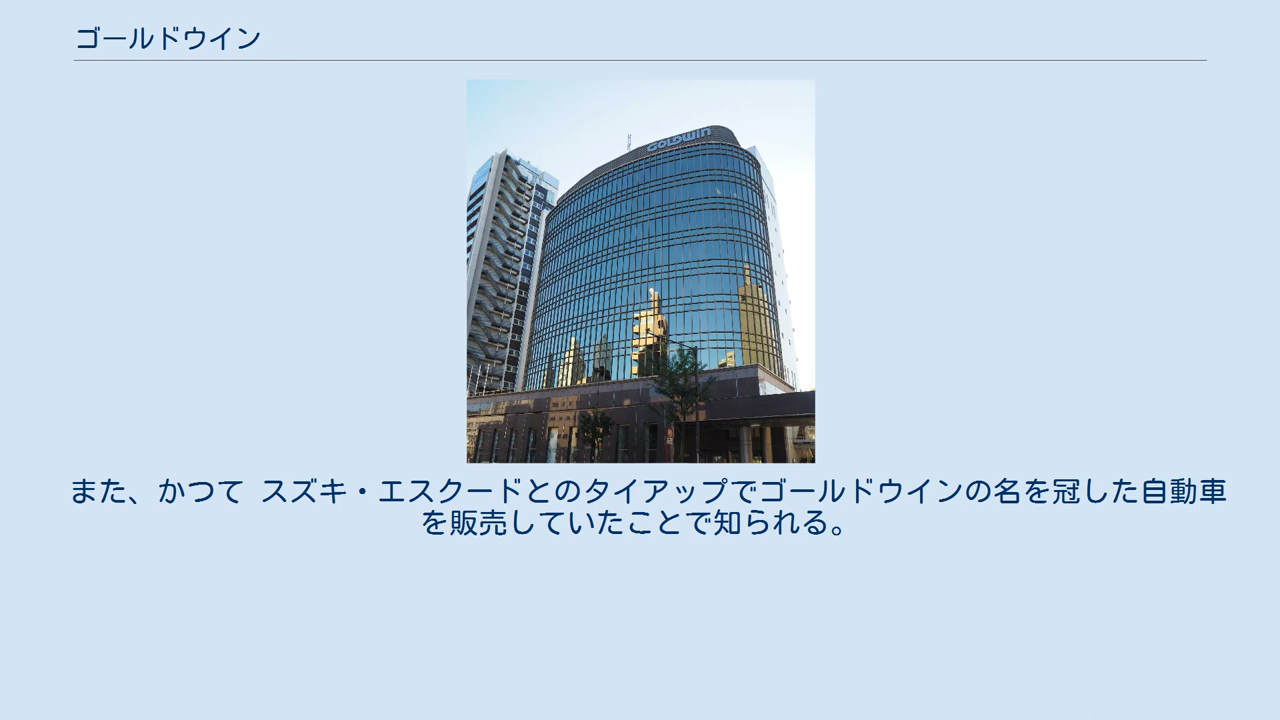 ゴールドウイン
GOLDWIN
また、かつて スズキ・エスクードとのタイアップでゴールドウインの名を冠した自動車
を販売していたことで知られる。